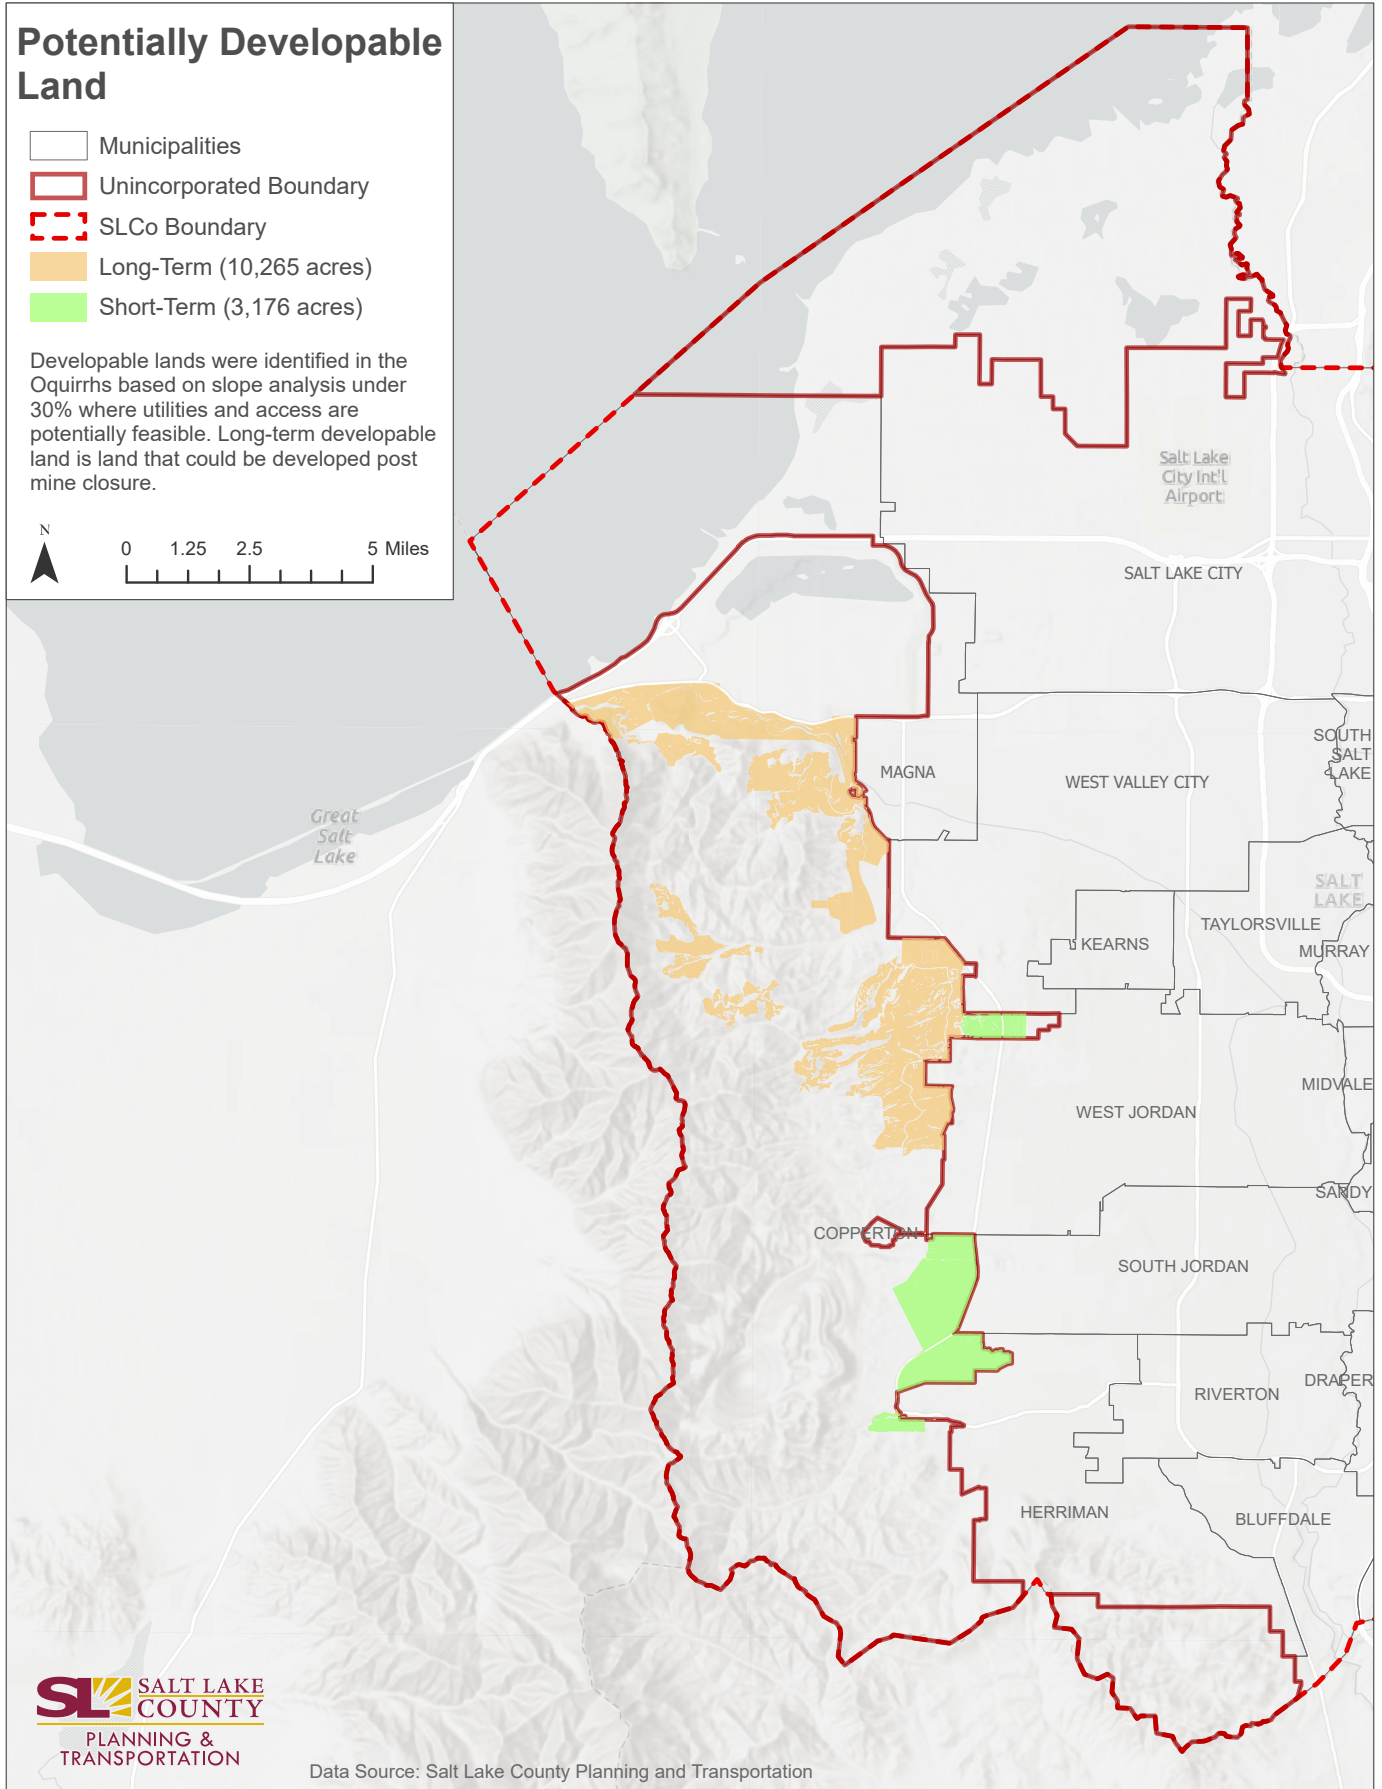 Potentially Developable
Land
Municipalities
Unincorporated Boundary
SLCo Boundary
Long-Term (10,265 acres)
Short-Term (3,176 acres)
Developable lands were identified in the
Oquirrhs based on slope analysis under
30% where utilities and access are
potentially feasible. Long-term developable
land is land that could be developed post
mine closure.
N
0 1.25 2.5 5 Miles
Salt Lake
City Int'l
Airport
SALT LAKE CITY
SOUTH
SALT
LAKE
MAGNA
WEST VALLEY CITY
Great
Salt
Lake
SALT
LAKE
TAYLORSVILLE
KEARNS
MURRAY
MIDVALE
WEST JORDAN
SANDY
COPPERTON
SOUTH JORDAN
DRAPER
RIVERTON
HERRIMAN
BLUFFDALE
SL SALT LAKE
COUNTY
PLANNING &
TRANSPORTATION
Data Source: Salt Lake County Planning and Transportation